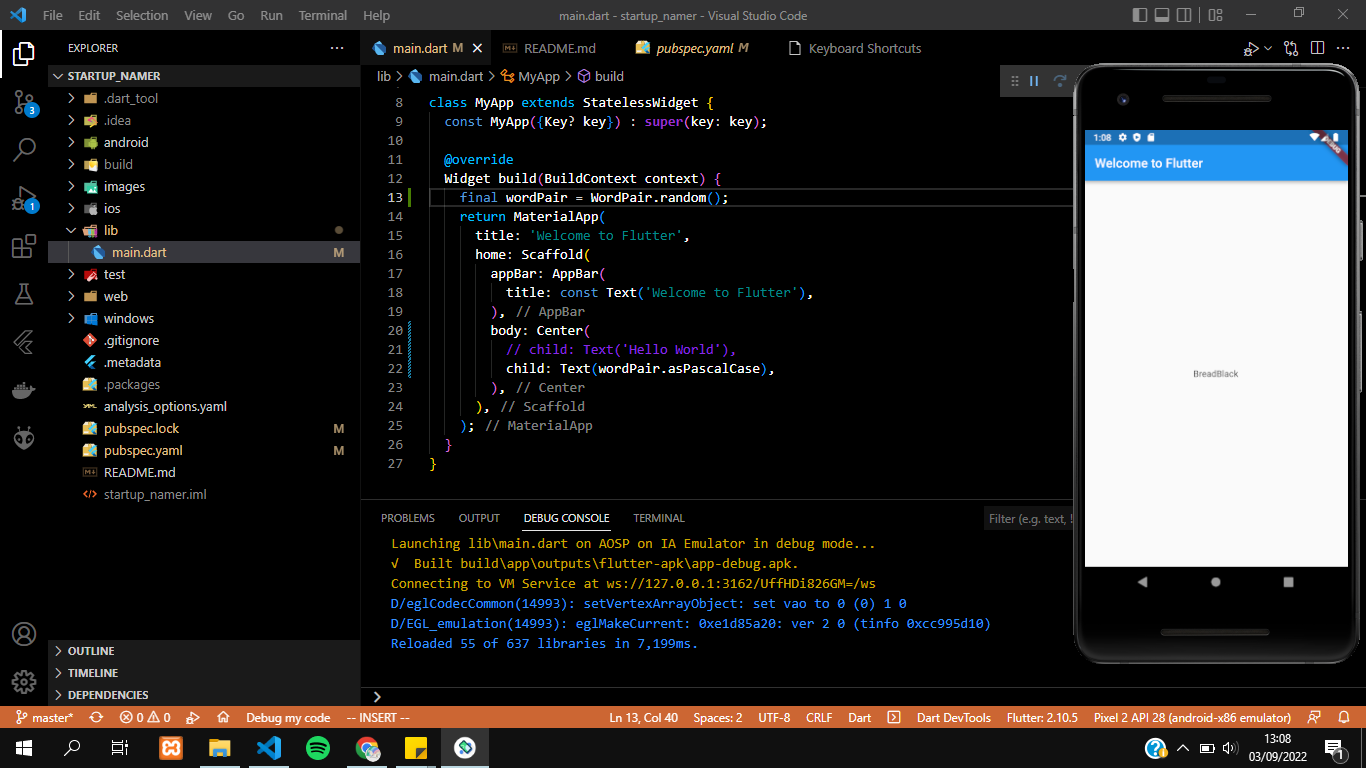 File Edit Selection View Go Run Terminal Help
main.dart - startup_namer - Visual Studio Code
EXPLORER
main.dart M
README.md
pubspec.yaml M
Keyboard Shortcuts
STARTUP_NAMER
.dart_tool
.idea
android
build
images
ios
lib
main.dart M
test
web
windows
.gitignore
.metadata
.packages
analysis_options.yaml
pubspec.lock M
pubspec.yaml M
README.md
startup_namer.iml
OUTLINE
TIMELINE
DEPENDENCIES
3
1
lib > main.dart > MyApp > build
8 class MyApp extends StatelessWidget {
9 const MyApp({Key? key}) : super(key: key);
10
11 @override
12 Widget build(BuildContext context) {
13 final wordPair = WordPair.random();
14 return MaterialApp(
15 title: 'Welcome to Flutter',
16 home: Scaffold(
17 appBar: AppBar(
18 title: const Text('Welcome to Flutter'),
19 ), // AppBar
20 body: Center(
21 // child: Text('Hello World'),
22 child: Text(wordPair.asPascalCase),
23 ), // Center
24 ), // Scaffold
25 ); // MaterialApp
26 }
27 }
PROBLEMS OUTPUT DEBUG CONSOLE TERMINAL
Filter (e.g. text, !
Launching lib\main.dart on AOSP on IA Emulator in debug mode...
√ Built build\app\outputs\flutter-apk\app-debug.apk.
Connecting to VM Service at ws://127.0.0.1:3162/UffHDi826GM=/ws
D/eglCodecCommon(14993): setVertexArrayObject: set vao to 0 (0) 1 0
D/EGL_emulation(14993): eglMakeCurrent: 0xe1d85a20: ver 2 0 (tinfo 0xcc995d10)
Reloaded 55 of 637 libraries in 7,199ms.
1:08
DEBUG
Welcome to Flutter
BreadBlack
master* 0 0 Debug my code -- INSERT -- Ln 13, Col 40 Spaces: 2 UTF-8 CRLF Dart Dart DevTools Flutter: 2.10.5 Pixel 2 API 28 (android-x86 emulator)
13:08
03/09/2022
1